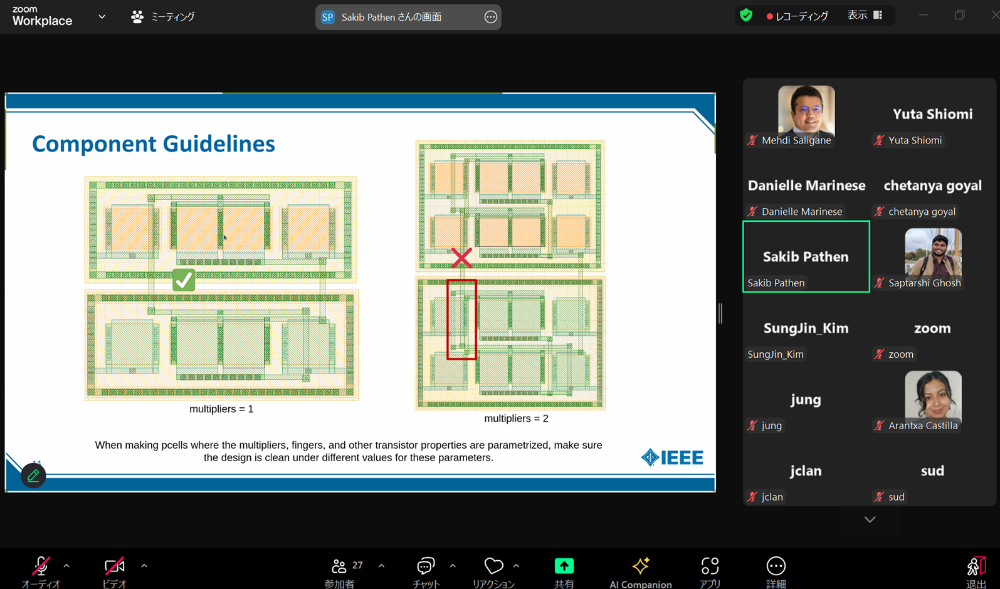 zoom
Workplace
ミーティング
SP
Sakib Pathen さんの画面
レコーディング
表示
Component Guidelines
multipliers = 1
multipliers = 2
When making pcells where the multipliers, fingers, and other transistor properties are parametrized, make sure
the design is clean under different values for these parameters.
14
IEEE
Mehdi Saligane
Yuta Shiomi
Yuta Shiomi
Danielle Marinese
Danielle Marinese
chetanya goyal
chetanya goyal
Sakib Pathen
Sakib Pathen
Saptarshi Ghosh
SungJin_Kim
SungJin_Kim
zoom
zoom
jung
jung
Arantxa Castilla
jclan
jclan
sud
sud
オーディオ
ビデオ
27
参加者
チャット
リアクション
共有
AI Companion
アプリ
詳細
退出